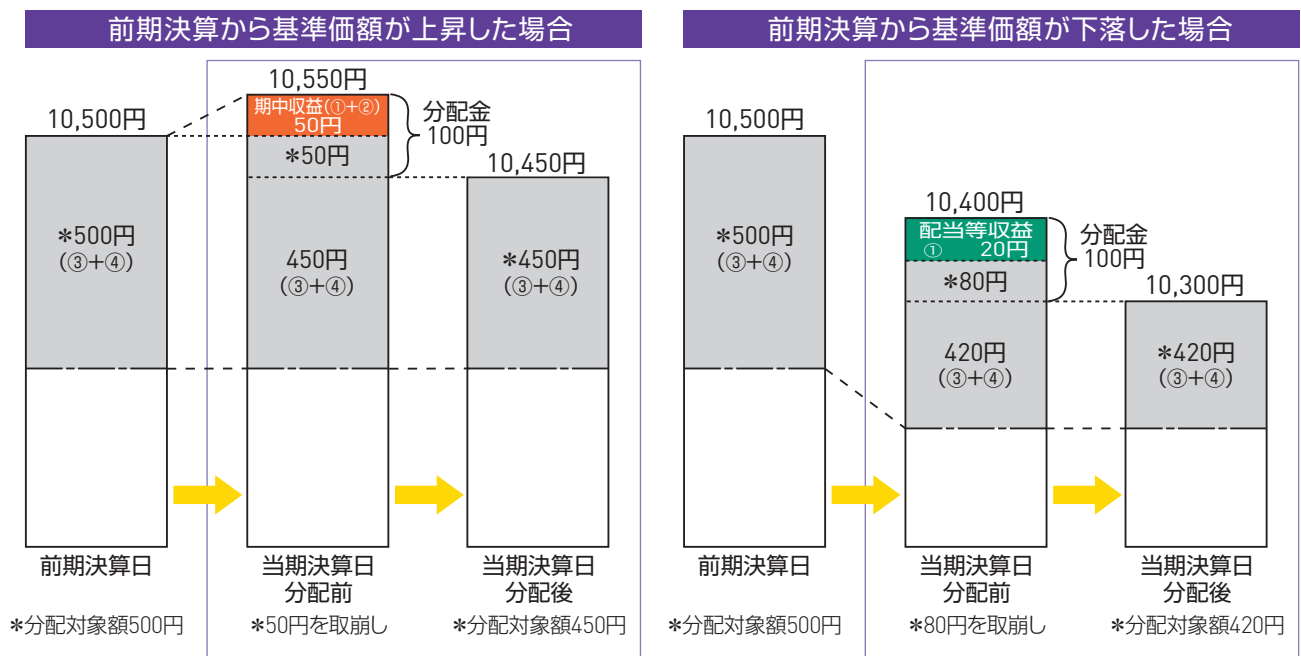 前期決算から基準価額が上昇した場合
10,500円
*500円
(③+④)
前期決算日
*分配対象額500円
10,550円
期中収益(①+②)
50円
*50円
450円
(③+④)
分配金
100円
当期決算日
分配前
*50円を取崩し
10,450円
*450円
(③+④)
当期決算日
分配後
*分配対象額450円
前期決算から基準価額が下落した場合
10,500円
*500円
(③+④)
前期決算日
*分配対象額500円
10,400円
配当等収益
① 20円
*80円
420円
(③+④)
分配金
100円
当期決算日
分配前
*80円を取崩し
10,300円
*420円
(③+④)
当期決算日
分配後
*分配対象額420円